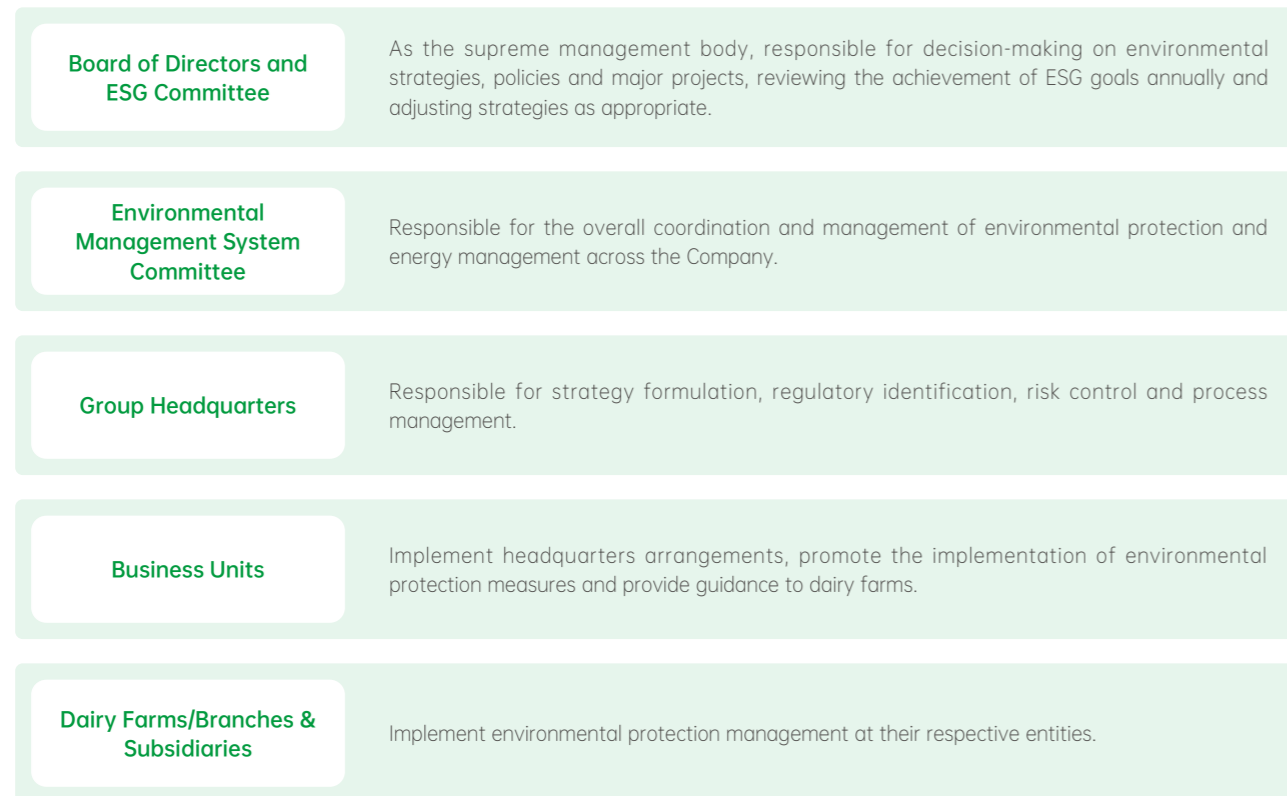 Board of Directors and
ESG Committee
As the supreme management body, responsible for decision-making on environmental
strategies, policies and major projects, reviewing the achievement of ESG goals annually and
adjusting strategies as appropriate.
Environmental
Management System
Committee
Responsible for the overall coordination and management of environmental protection and
energy management across the Company.
Group Headquarters
Responsible for strategy formulation, regulatory identification, risk control and process
management.
Business Units
Implement headquarters arrangements, promote the implementation of environmental
protection measures and provide guidance to dairy farms.
Dairy Farms/Branches &
Subsidiaries
Implement environmental protection management at their respective entities.